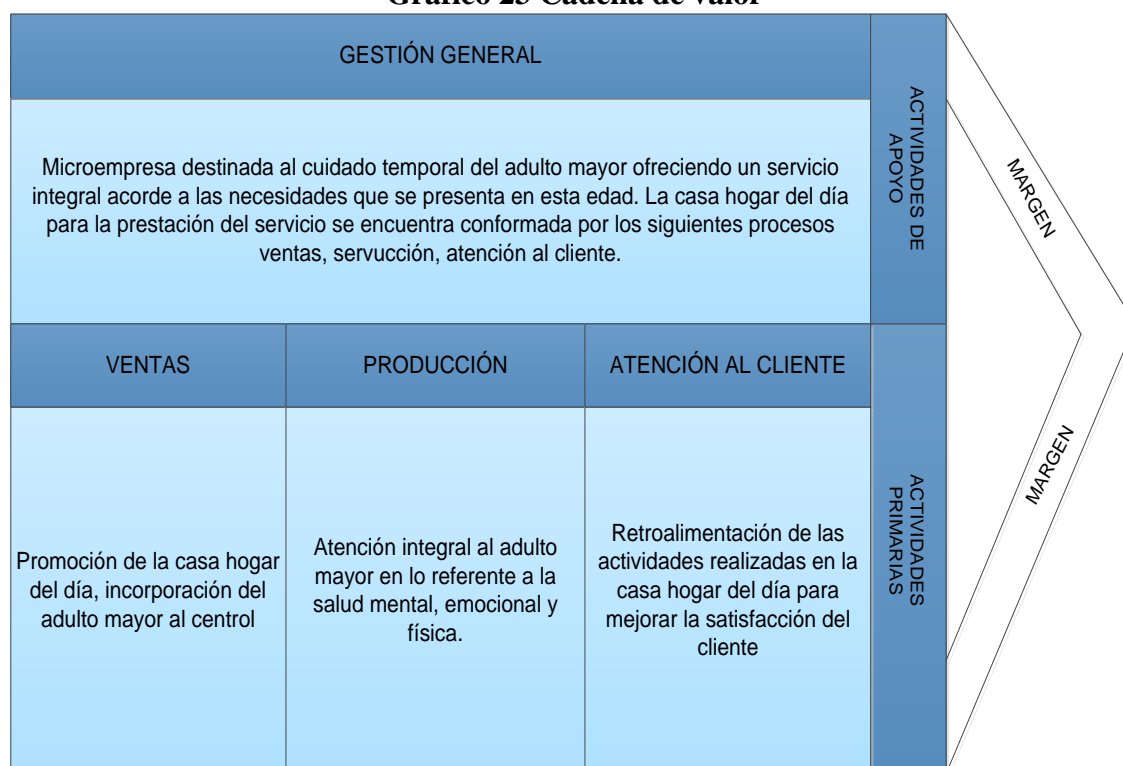 Gráfico 23 Cadena de valor
GESTIÓN GENERAL
Microempresa destinada al cuidado temporal del adulto mayor ofreciendo un servicio
integral acorde a las necesidades que se presenta en esta edad. La casa hogar del día
para la prestación del servicio se encuentra conformada por los siguientes procesos
ventas, servucción, atención al cliente.
ACTIVIDADES DE
APOYO
MARGEN
VENTAS
PRODUCCIÓN
ATENCIÓN AL CLIENTE
Promoción de la casa hogar
del día, incorporación del
adulto mayor al central
Atención integral al adulto
mayor en lo referente a la
salud mental, emocional y
física.
Retroalimentación de las
actividades realizadas en la
casa hogar del día para
mejorar la satisfacción del
cliente
ACTIVIDADES
PRIMARIAS
MARGEN